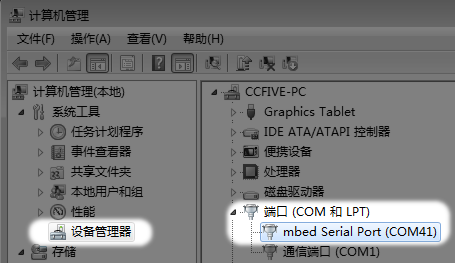 计算机管理
文件(F) 操作(A) 查看(V) 帮助(H)
计算机管理(本地)
系统工具
任务计划程序
事件查看器
共享文件夹
本地用户和组
性能
设备管理器
存储
CCFIVE-PC
Graphics Tablet
IDE ATA/ATAPI 控制器
便携设备
处理器
磁盘驱动器
端口 (COM 和 LPT)
mbed Serial Port (COM41)
通信端口 (COM1)